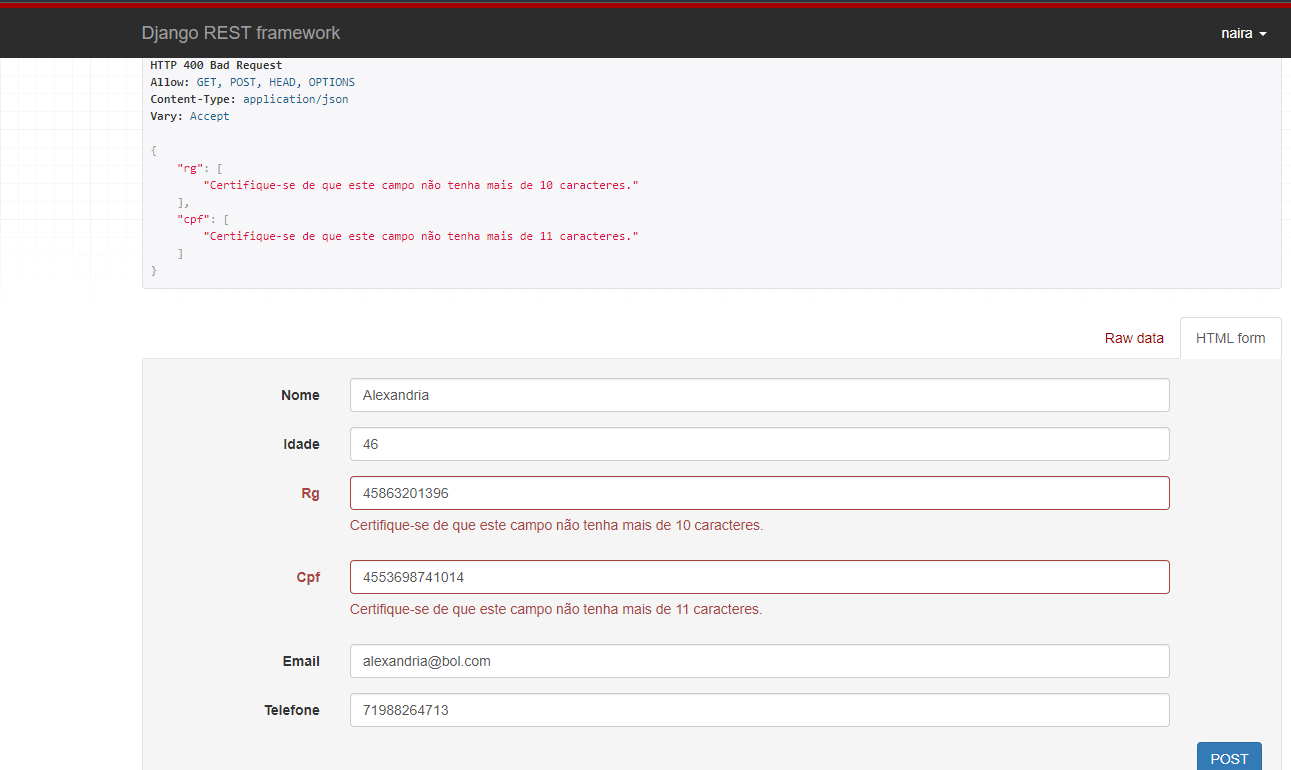 Django REST framework
naira
HTTP 400 Bad Request
Allow: GET, POST, HEAD, OPTIONS
Content-Type: application/json
Vary: Accept
{
"rg": [
"Certifique-se de que este campo não tenha mais de 10 caracteres."
],
"cpf": [
"Certifique-se de que este campo não tenha mais de 11 caracteres."
]
}
Raw data
HTML form
Nome
Alexandria
Idade
46
Rg
45863201396
Certifique-se de que este campo não tenha mais de 10 caracteres.
Cpf
4553698741014
Certifique-se de que este campo não tenha mais de 11 caracteres.
Email
alexandria@bol.com
Telefone
71988264713
POST